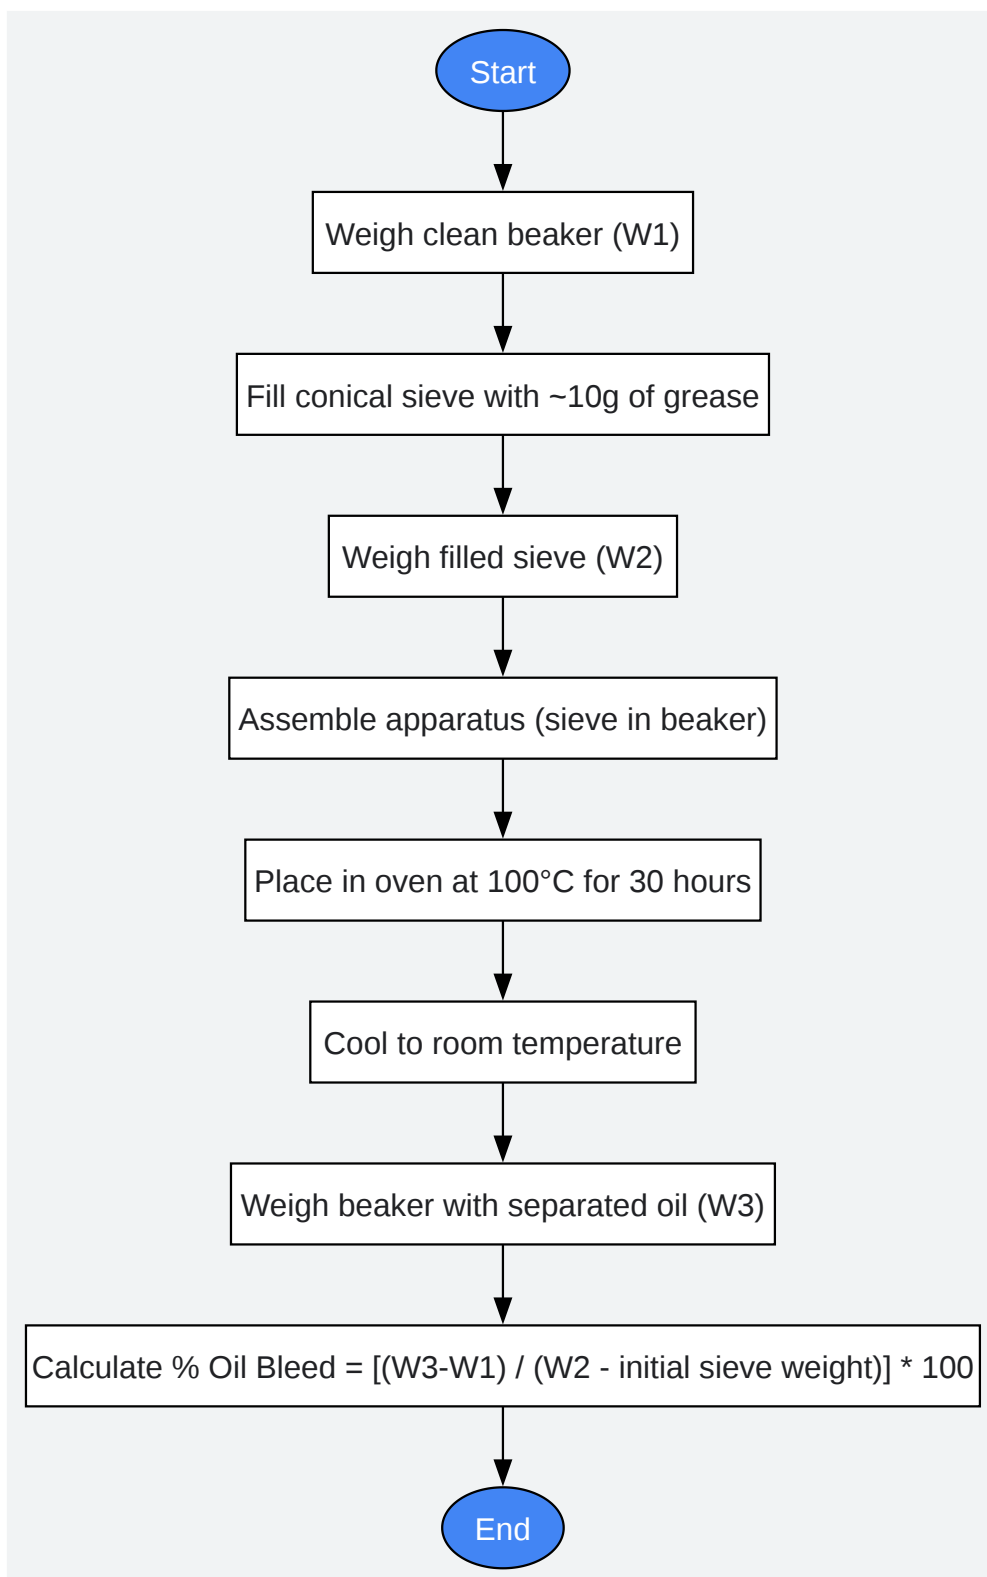 Start
Weigh clean beaker (W1)
Fill conical sieve with ~10g of grease
Weigh filled sieve (W2)
Assemble apparatus (sieve in beaker)
Place in oven at 100°C for 30 hours
Cool to room temperature
Weigh beaker with separated oil (W3)
Calculate % Oil Bleed = [(W3-W1) / (W2 - initial sieve weight)] * 100
End